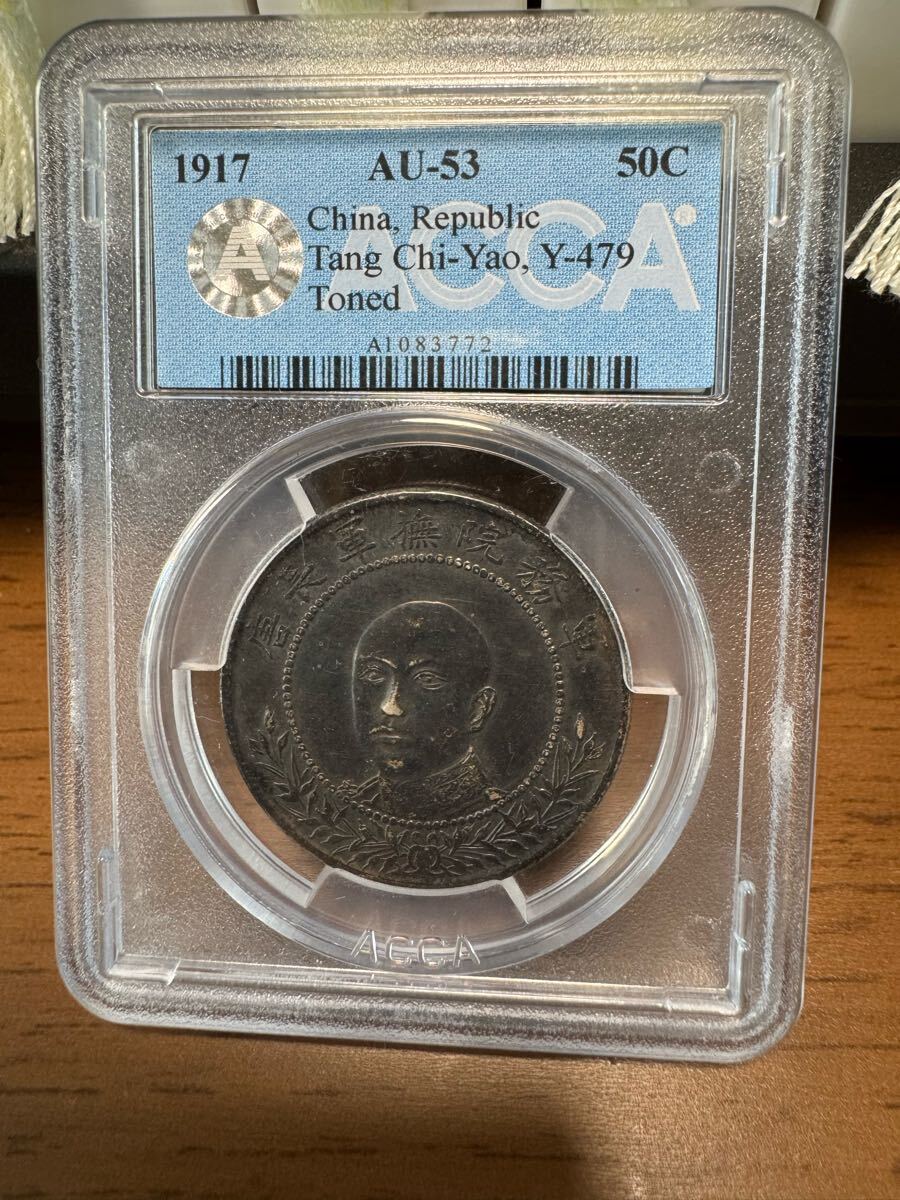 1917 AU-53 50C
ACCA®
A
China, Republic
Tang Chi-Yao, Y-479
Toned
A1083772
唐長軍撫院務軍
ACCA